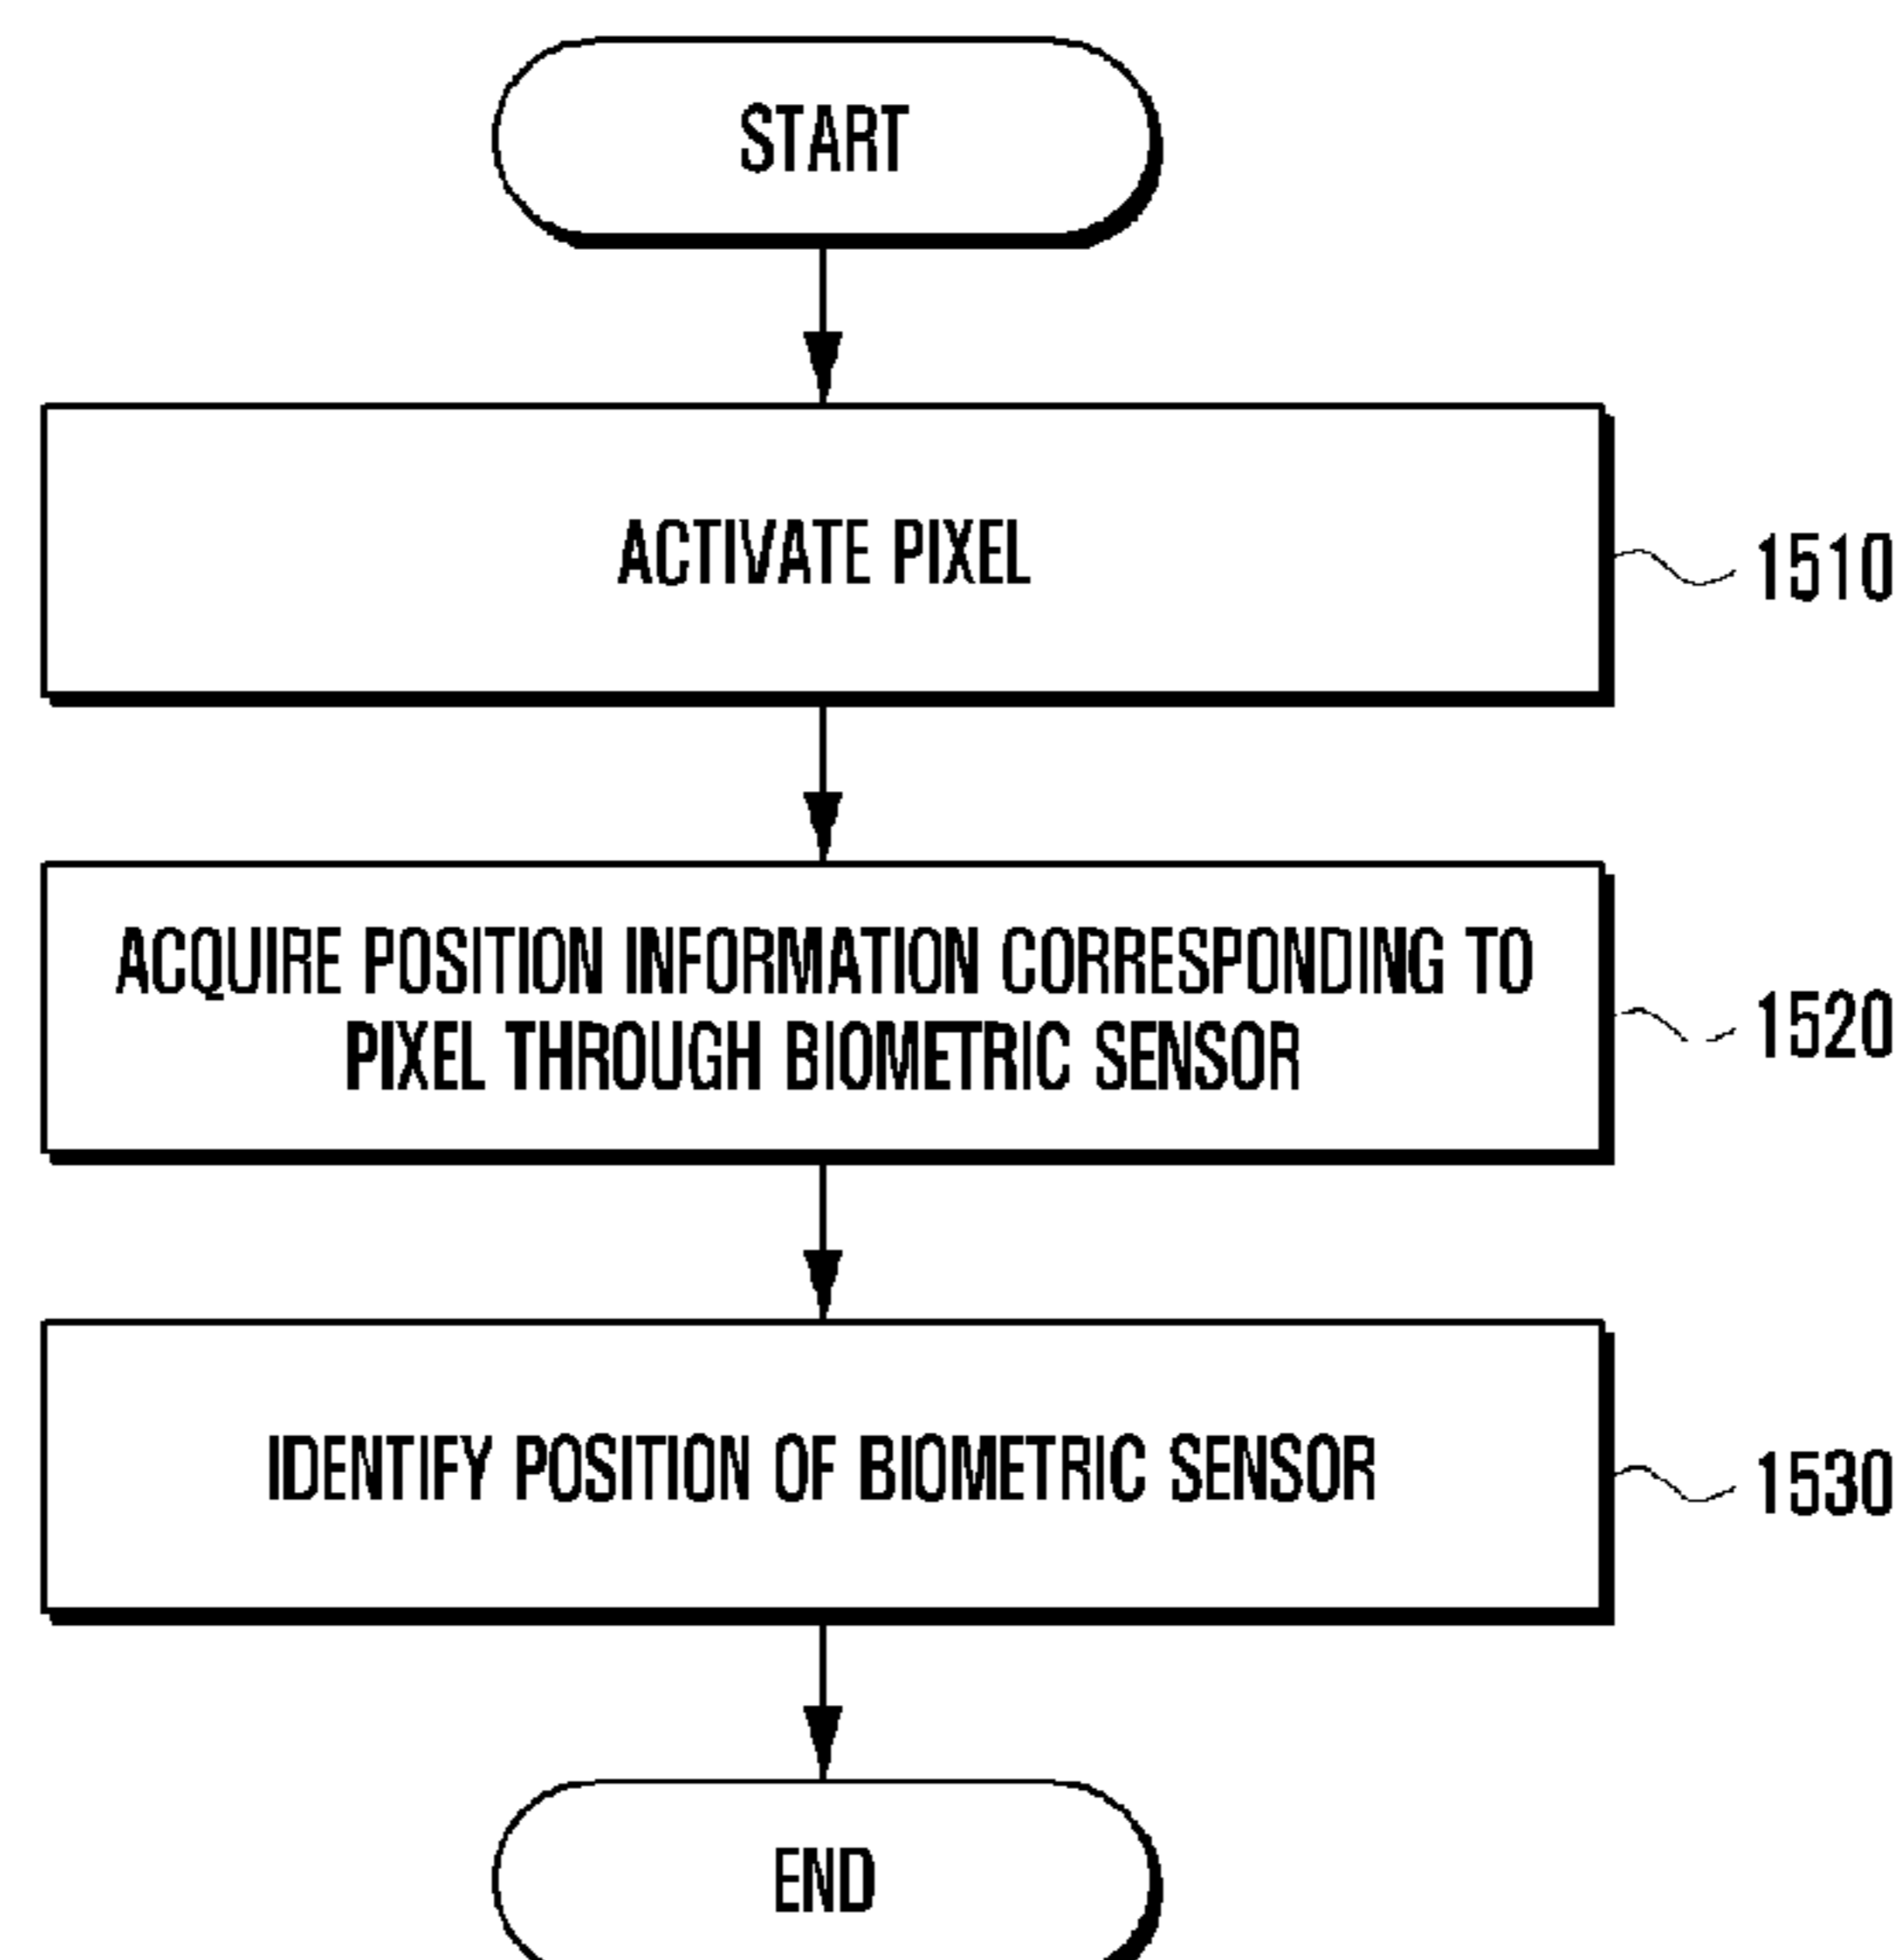 START
ACTIVATE PIXEL
1510
ACQUIRE POSITION INFORMATION CORRESPONDING TO
PIXEL THROUGH BIOMETRIC SENSOR
1520
IDENTIFY POSITION OF BIOMETRIC SENSOR
1530
END